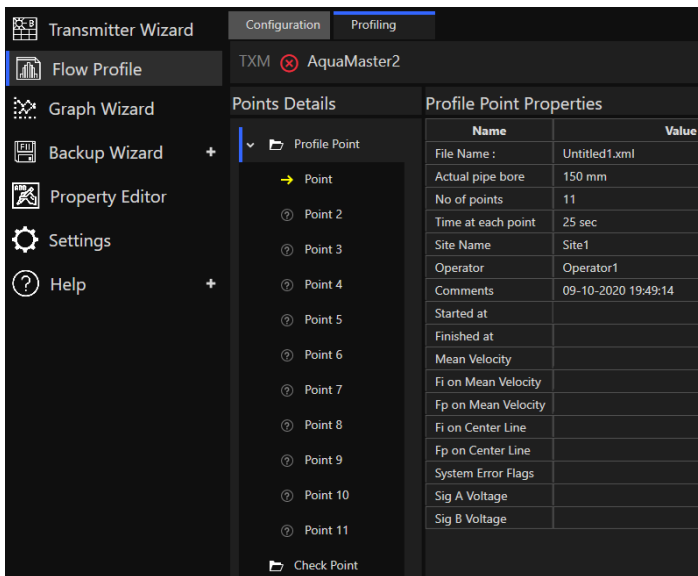 Transmitter Wizard
Flow Profile
Graph Wizard
Backup Wizard +
Property Editor
Settings
Help +
Configuration Profiling
TXM AquaMaster2
Points Details
Profile Point
Point
Point 2
Point 3
Point 4
Point 5
Point 6
Point 7
Point 8
Point 9
Point 10
Point 11
Check Point
Profile Point Properties
Name Value
File Name : Untitled1.xml
Actual pipe bore 150 mm
No of points 11
Time at each point 25 sec
Site Name Site1
Operator Operator1
Comments 09-10-2020 19:49:14
Started at
Finished at
Mean Velocity
Fi on Mean Velocity
Fp on Mean Velocity
Fi on Center Line
Fp on Center Line
System Error Flags
Sig A Voltage
Sig B Voltage